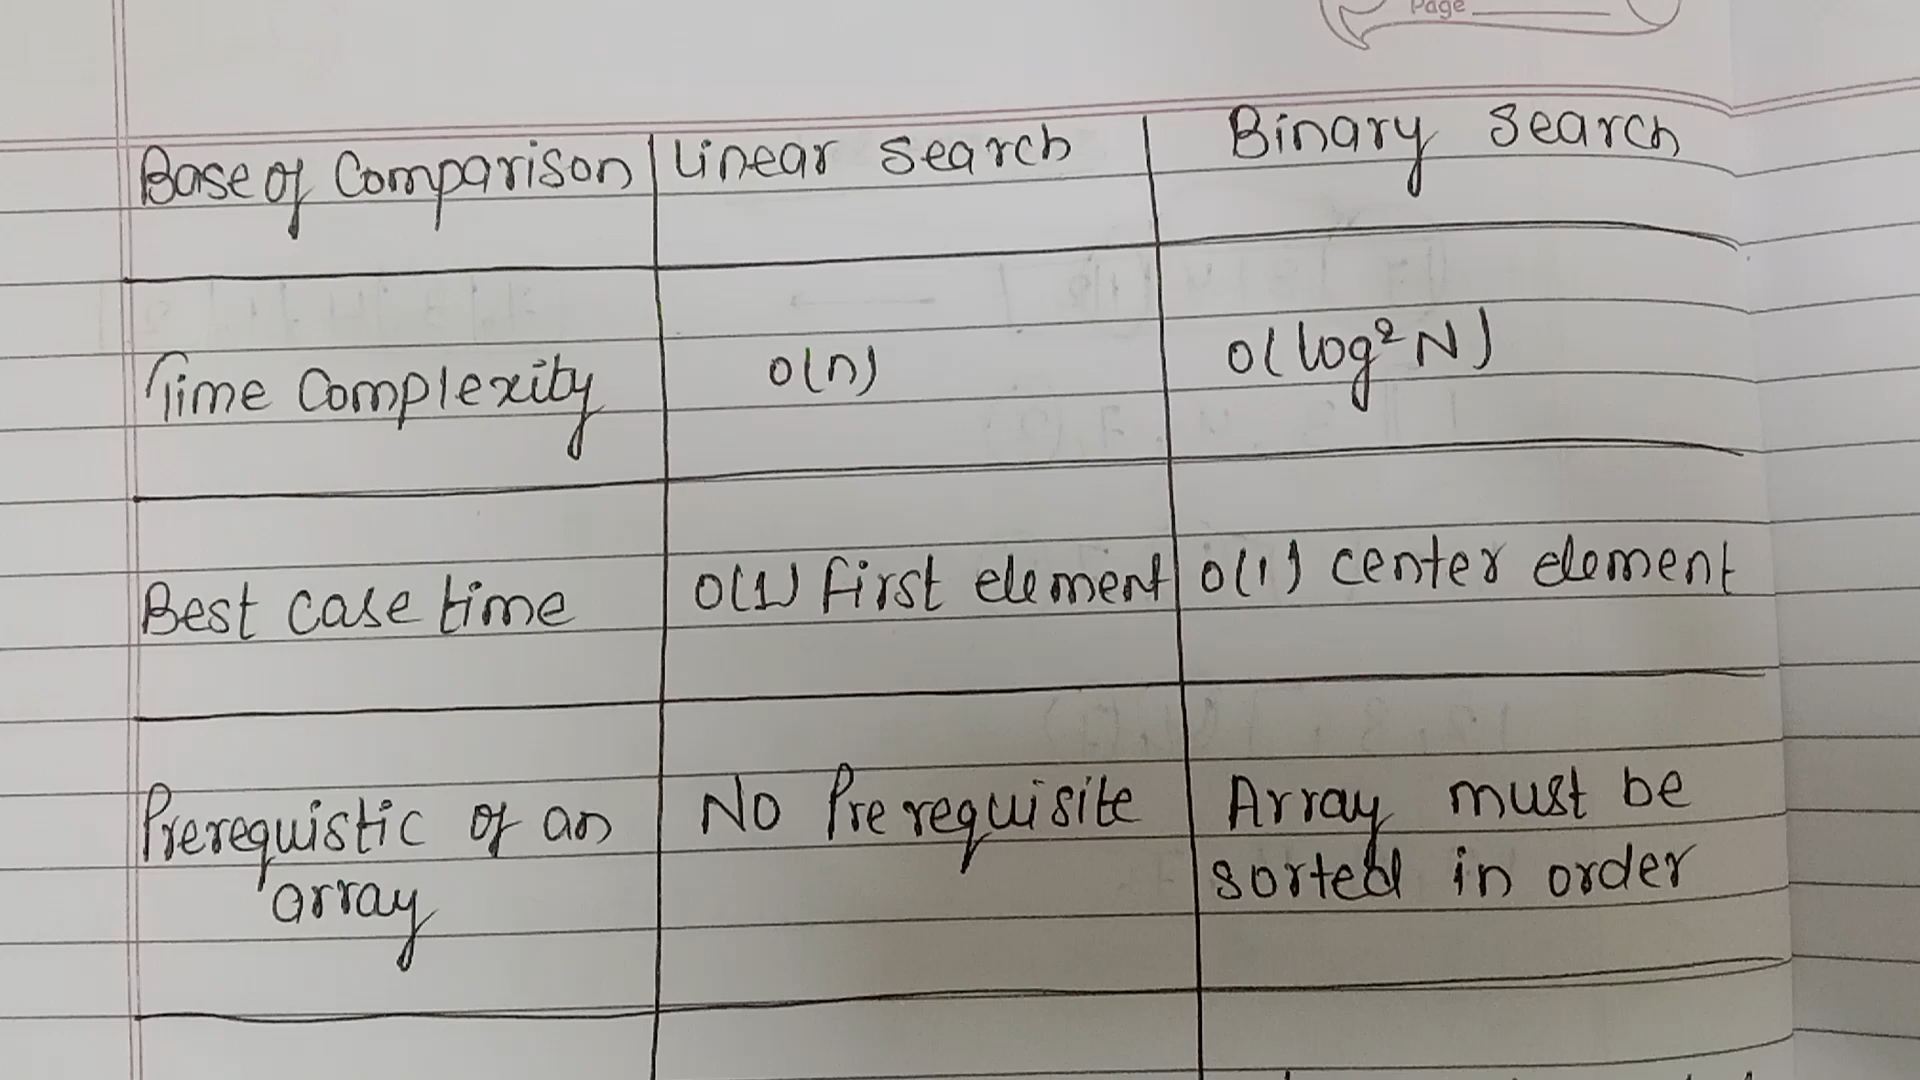 Page
Base of Comparison | Linear Search | Binary Search
Time Complexity | O(n) | O(log² N)
Best case time | O(1) first element | O(1) center element
Prerequistic of an array | No Prerequisite | Array must be sorted in order